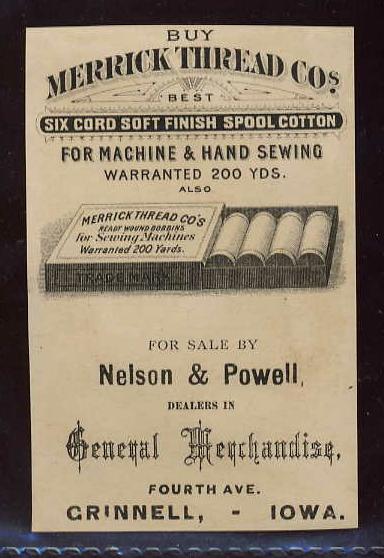 BUY
MERRICK THREAD CO'S
BEST
SIX CORD SOFT FINISH SPOOL COTTON
FOR MACHINE & HAND SEWING
WARRANTED 200 YDS.
ALSO
MERRICK THREAD CO'S
READY WOUND BOBBINS
for Sewing Machines
Warranted 200 Yards.
TRADE MARK
FOR SALE BY
Nelson & Powell,
DEALERS IN
General Merchandise,
FOURTH AVE.
GRINNELL, - IOWA.